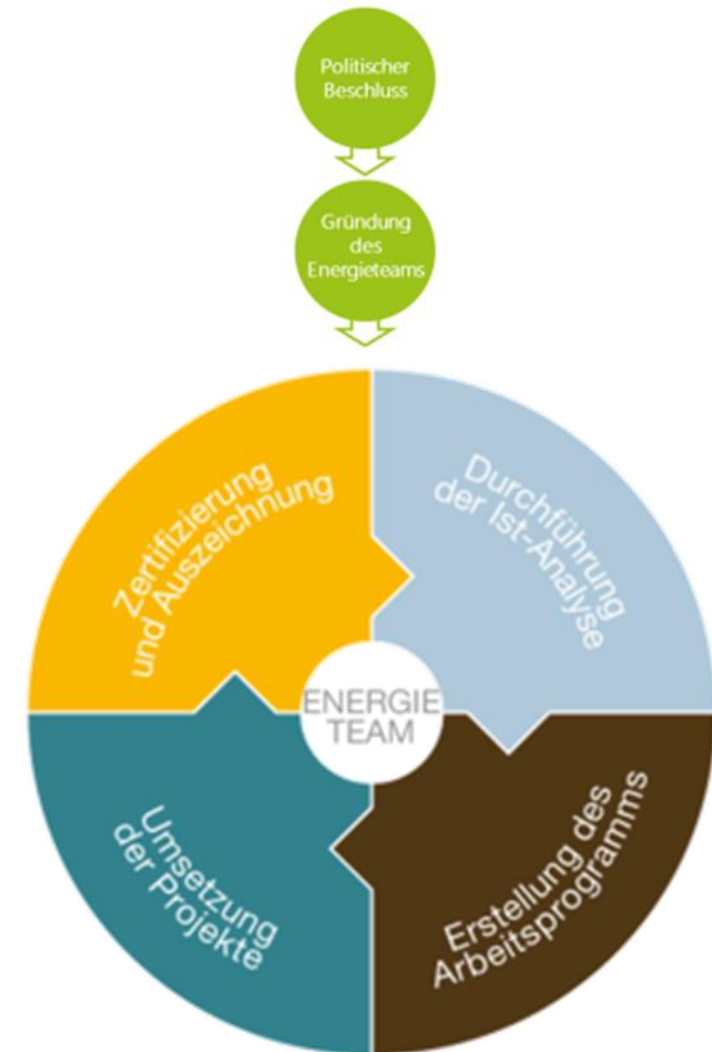 Politischer
Beschluss
Gründung
des
Energieteams
Zertifizierung
und Auszeichnung
Durchführung
der Ist-Analyse
ENERGIE
TEAM
Umsetzung
der Projekte
Erstellung des
Arbeitsprogramms